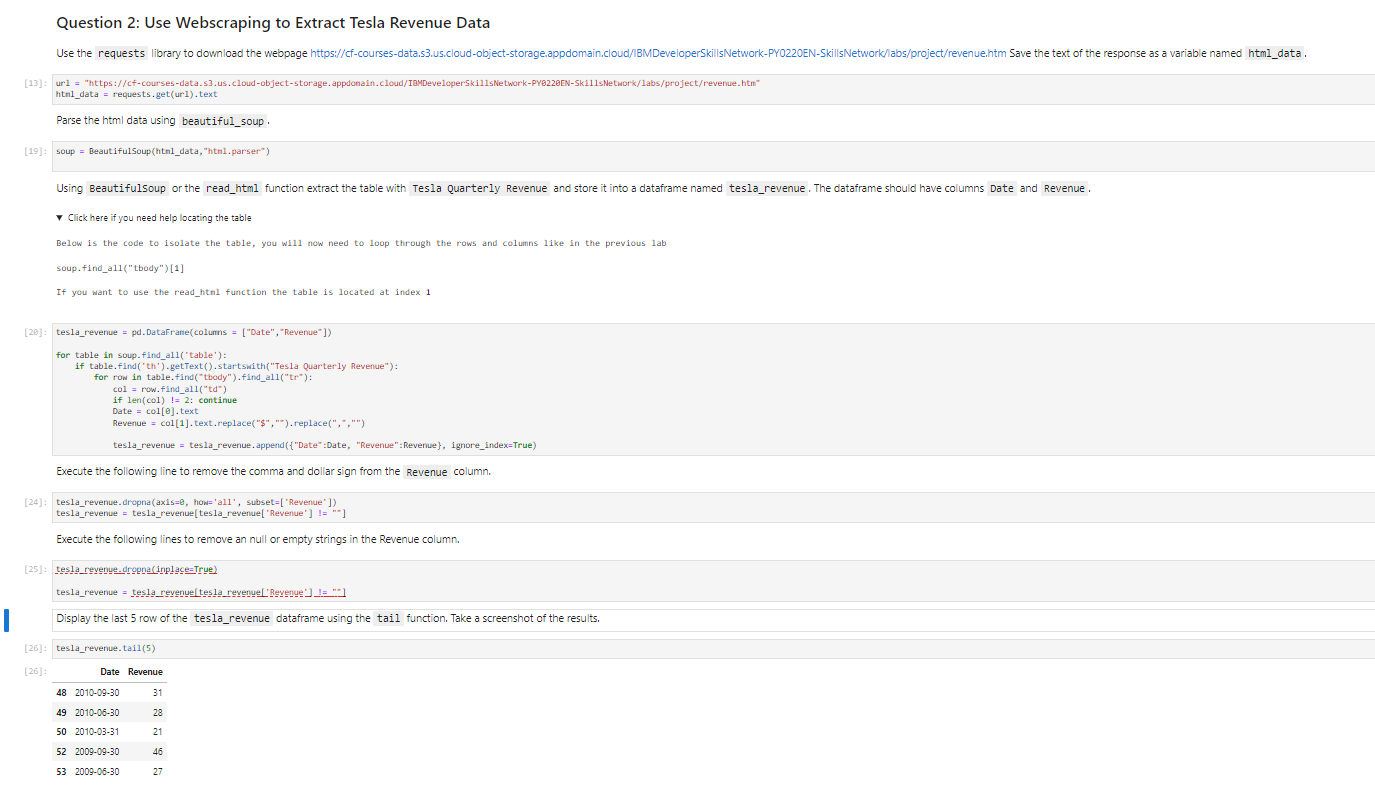 Question 2: Use Webscraping to Extract Tesla Revenue Data
Use the requests library to download the webpage https://cf-courses-data.s3.us.cloud-object-storage.appdomain.cloud/IBMDeveloperSkillsNetwork-PY0220EN-SkillsNetwork/labs/project/revenue.htm Save the text of the response as a variable named html_data.
[13]: url = "https://cf-courses-data.s3.us.cloud-object-storage.appdomain.cloud/IBMDeveloperSkillsNetwork-PY0220EN-SkillsNetwork/labs/project/revenue.htm"
html_data = requests.get(url).text
Parse the html data using beautiful_soup.
[19]: soup = BeautifulSoup(html_data,"html.parser")
Using BeautifulSoup or the read_html function extract the table with Tesla Quarterly Revenue and store it into a dataframe named tesla_revenue. The dataframe should have columns Date and Revenue.
▼ Click here if you need help locating the table
Below is the code to isolate the table, you will now need to loop through the rows and columns like in the previous lab
soup.find_all("tbody")[1]
If you want to use the read_html function the table is located at index 1
[20]: tesla_revenue = pd.DataFrame(columns = ["Date","Revenue"])
for table in soup.find_all('table'):
    if table.find('th').getText().startswith("Tesla Quarterly Revenue"):
        for row in table.find("tbody").find_all("tr"):
            col = row.find_all("td")
            if len(col) != 2: continue
            Date = col[0].text
            Revenue = col[1].text.replace("$","").replace(",","")
            tesla_revenue = tesla_revenue.append({"Date":Date, "Revenue":Revenue}, ignore_index=True)
Execute the following line to remove the comma and dollar sign from the Revenue column.
[24]: tesla_revenue.dropna(axis=0, how='all', subset=['Revenue'])
tesla_revenue = tesla_revenue[tesla_revenue['Revenue'] != ""]
Execute the following lines to remove an null or empty strings in the Revenue column.
[25]: tesla_revenue.dropna(inplace=True)
tesla_revenue = tesla_revenue[tesla_revenue['Revenue'] != ""]
Display the last 5 row of the tesla_revenue dataframe using the tail function. Take a screenshot of the results.
[26]: tesla_revenue.tail(5)
[26]: Date Revenue
48 2010-09-30 31
49 2010-06-30 28
50 2010-03-31 21
52 2009-09-30 46
53 2009-06-30 27